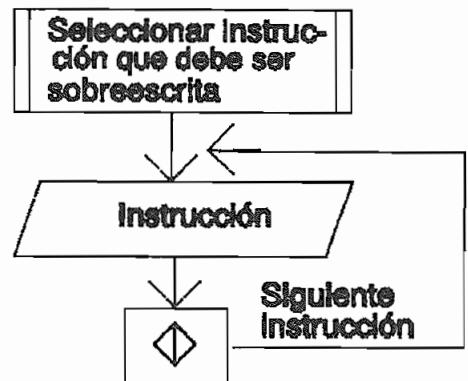 Seleccionar instruc-
ción que debe ser
sobreescrita
Instrucción
Siguiente
instrucción